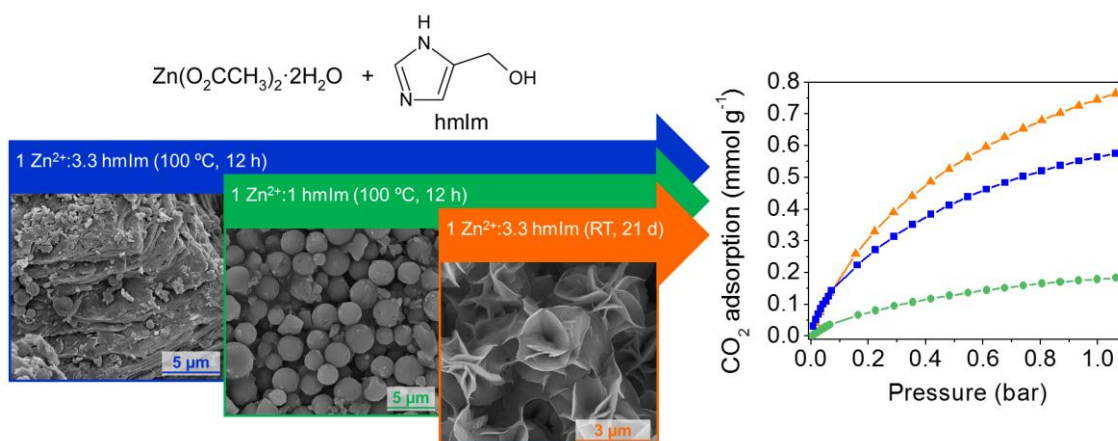 Zn(O₂CCH₃)₂·2H₂O + 
H
N
N
OH
hmIm
1 Zn²⁺:3.3 hmIm (100 ºC, 12 h)
1 Zn²⁺:1 hmIm (100 ºC, 12 h)
1 Zn²⁺:3.3 hmIm (RT, 21 d)
5 µm
5 µm
3 µm
CO₂ adsorption (mmol g⁻¹)
0.8
0.7
0.6
0.5
0.4
0.3
0.2
0.1
0.0
0.0 0.2 0.4 0.6 0.8 1.0
Pressure (bar)